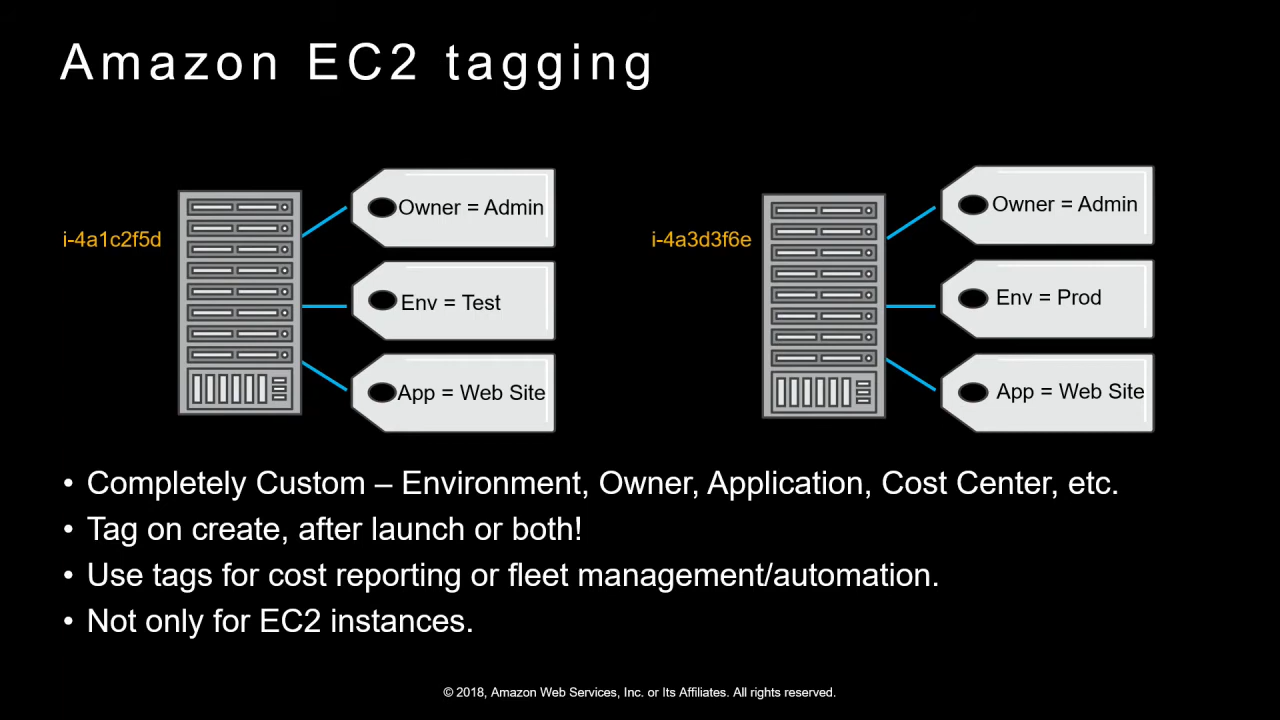 Amazon EC2 tagging
i-4a1c2f5d
Owner = Admin
Env = Test
App = Web Site
i-4a3d3f6e
Owner = Admin
Env = Prod
App = Web Site
• Completely Custom – Environment, Owner, Application, Cost Center, etc.
• Tag on create, after launch or both!
• Use tags for cost reporting or fleet management/automation.
• Not only for EC2 instances.
© 2018, Amazon Web Services, Inc. or Its Affiliates. All rights reserved.